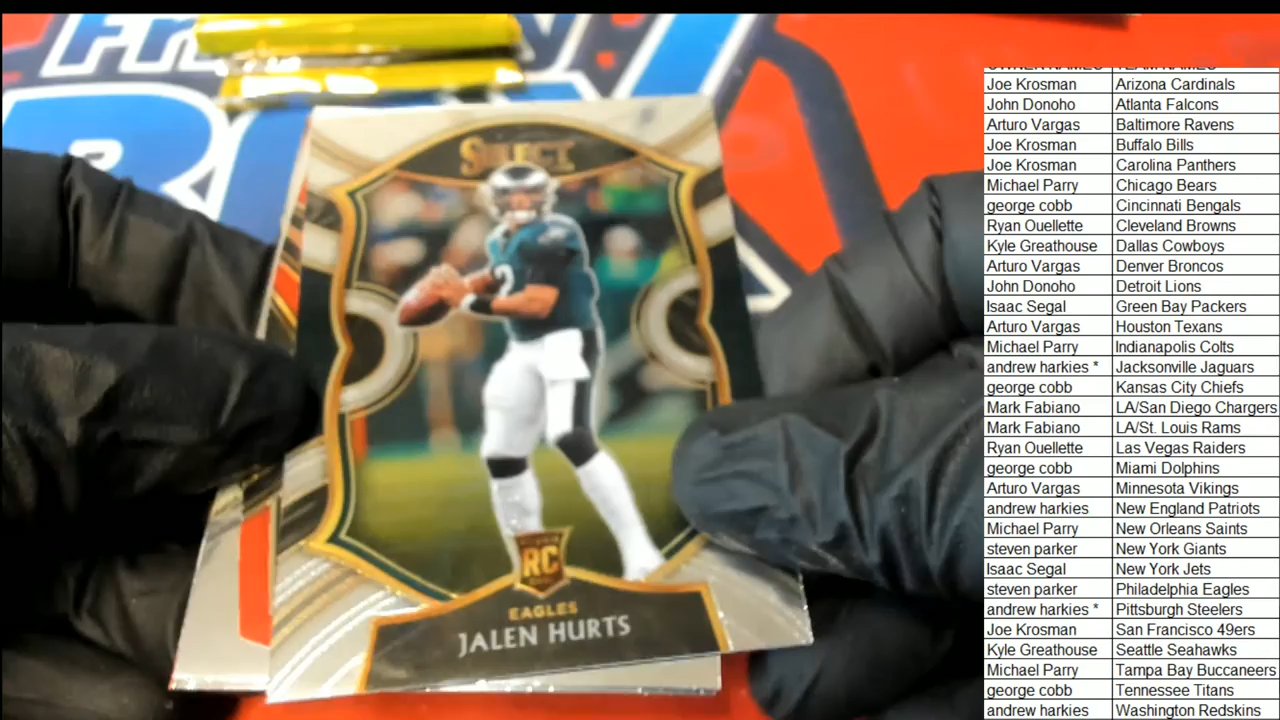 SELECT
2
RC
EAGLES
JALEN HURTS
OWNER NAMES TEAM NAMES
Joe Krosman Arizona Cardinals
John Donoho Atlanta Falcons
Arturo Vargas Baltimore Ravens
Joe Krosman Buffalo Bills
Joe Krosman Carolina Panthers
Michael Parry Chicago Bears
george cobb Cincinnati Bengals
Ryan Ouellette Cleveland Browns
Kyle Greathouse Dallas Cowboys
Arturo Vargas Denver Broncos
John Donoho Detroit Lions
Isaac Segal Green Bay Packers
Arturo Vargas Houston Texans
Michael Parry Indianapolis Colts
andrew harkies * Jacksonville Jaguars
george cobb Kansas City Chiefs
Mark Fabiano LA/San Diego Chargers
Mark Fabiano LA/St. Louis Rams
Ryan Ouellette Las Vegas Raiders
george cobb Miami Dolphins
Arturo Vargas Minnesota Vikings
andrew harkies New England Patriots
Michael Parry New Orleans Saints
steven parker New York Giants
Isaac Segal New York Jets
steven parker Philadelphia Eagles
andrew harkies * Pittsburgh Steelers
Joe Krosman San Francisco 49ers
Kyle Greathouse Seattle Seahawks
Michael Parry Tampa Bay Buccaneers
george cobb Tennessee Titans
andrew harkies Washington Redskins